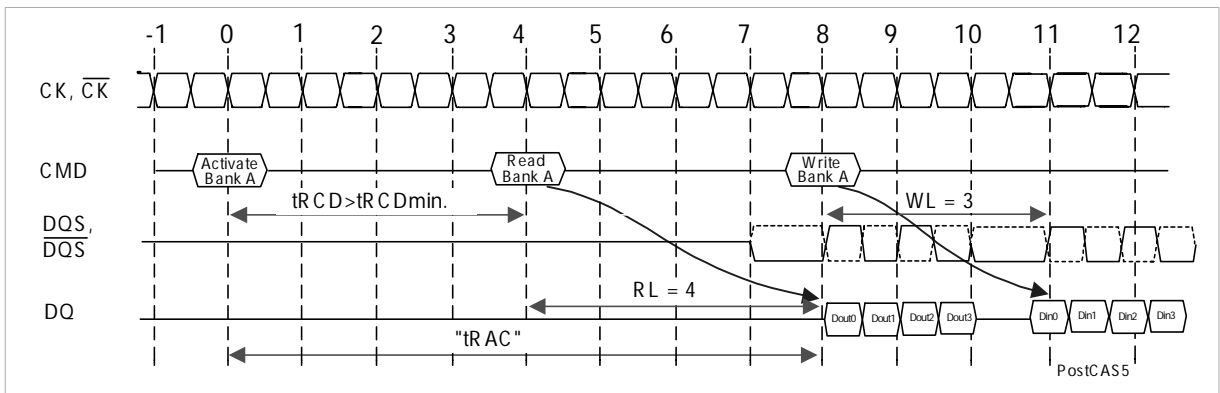 -1 0 1 2 3 4 5 6 7 8 9 10 11 12
CK, CK
CMD
Activate
Bank A
Read
Bank A
Write
Bank A
tRCD>tRCDmin.
WL = 3
DQS,
DQS
RL = 4
DQ
Dout0 Dout1 Dout2 Dout3 Din0 Din1 Din2 Din3
"tRAC"
PostCAS5